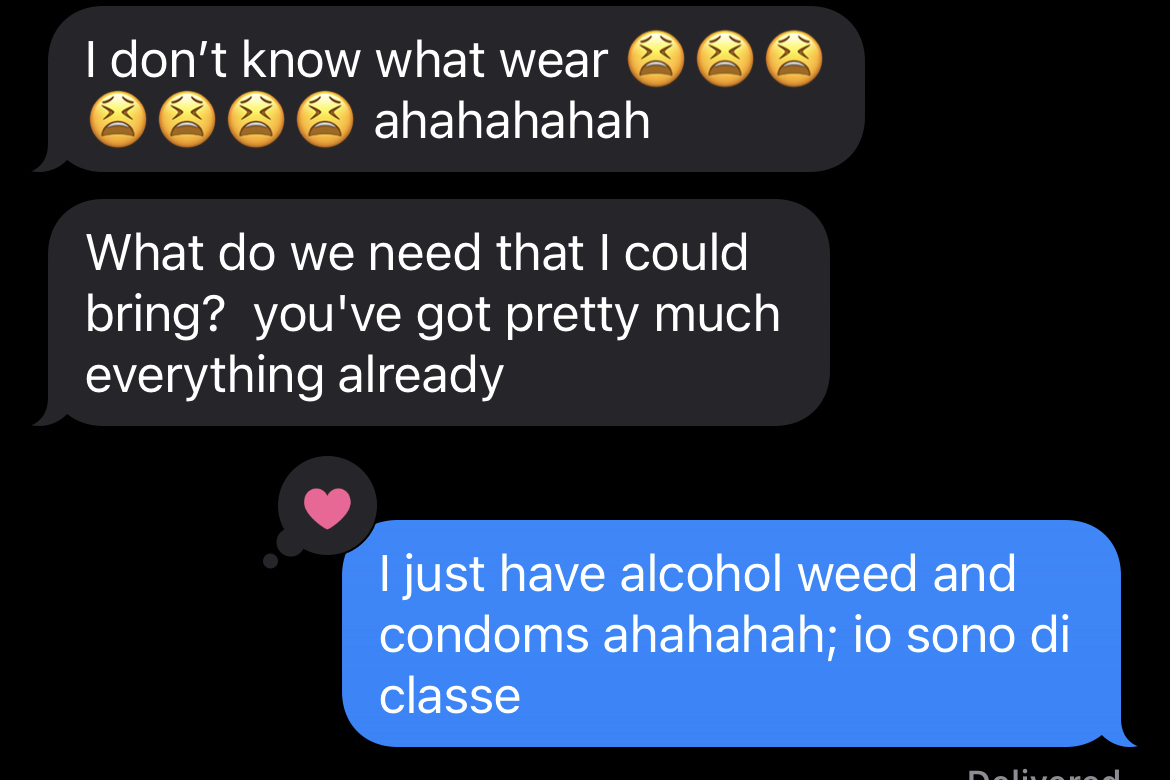 I don’t know what wear 😫😫😫
😫😫😫😫 ahahahahah
What do we need that I could
bring?  you've got pretty much
everything already
I just have alcohol weed and
condoms ahahahah; io sono di
classe
Delivered